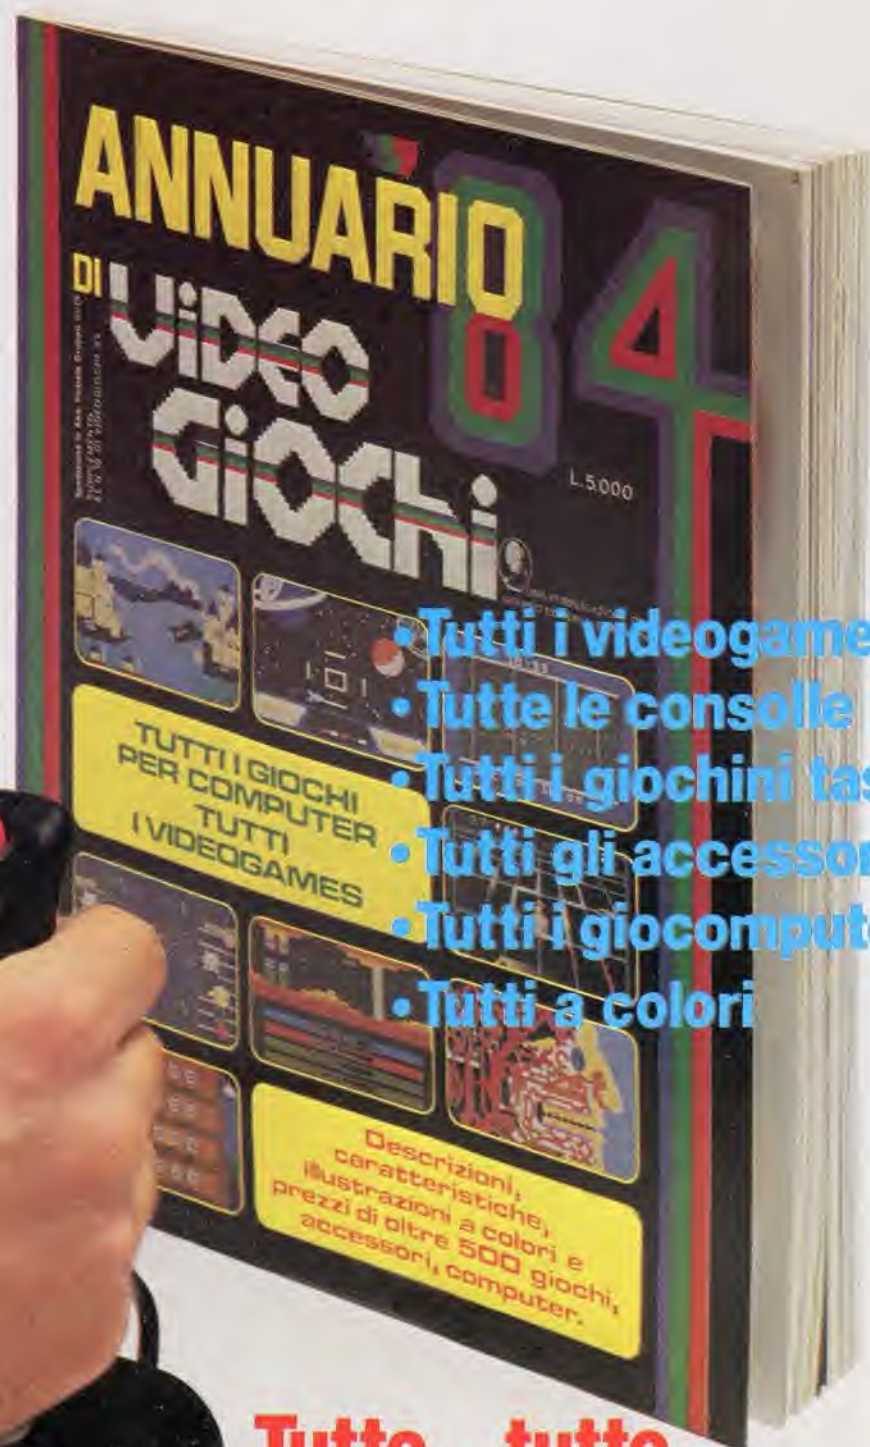 ANNUARIO '84
DI VIDEO
GIOCHI
L.5.000
TUTTI I GIOCHI
PER COMPUTER
TUTTI
I VIDEOGAMES
•Tutti i videogame
•Tutte le consolle
•Tutti i giochini tas
•Tutti gli accessor
•Tutti i giocompute
•Tutti a colori
Descrizioni,
caratteristiche,
illustrazioni a colori e
prezzi di oltre 500 giochi,
accessori, computer.
Tutto... tutto